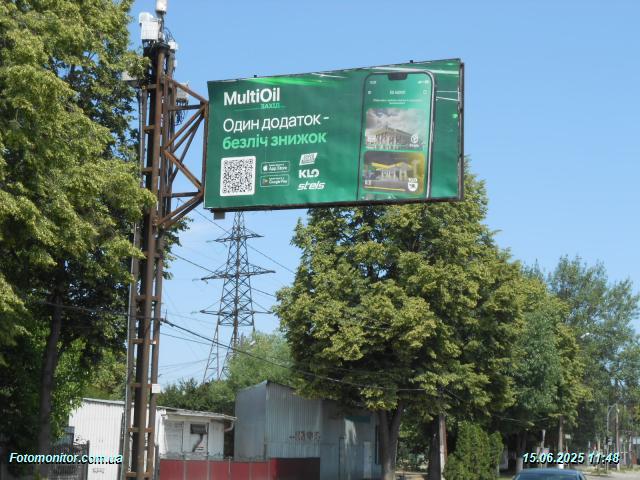 MultiOil
ЗАХІД
Один додаток -
безліч знижок
App Store
Google Play
KLO
stels
Fotomonitor.com.ua
15.06.2025 11:48